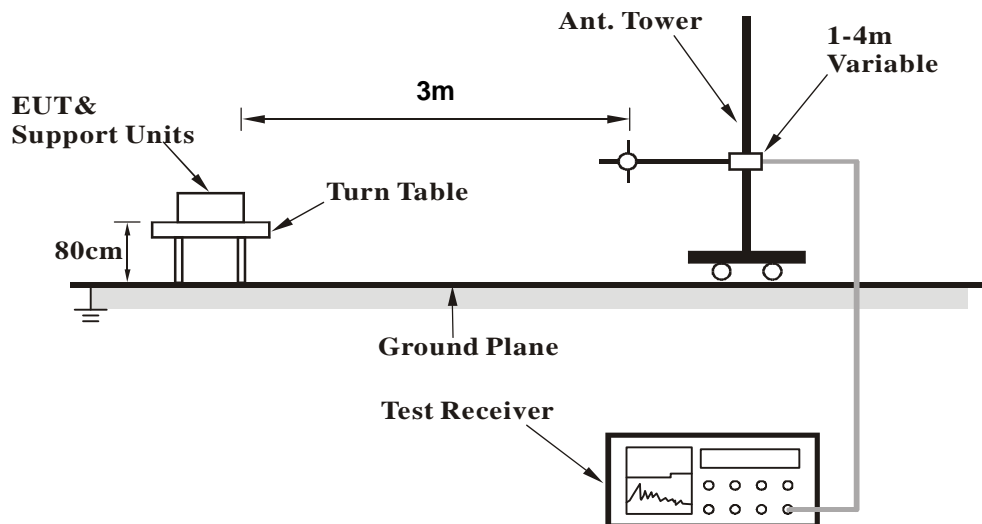 Ant. Tower
1-4m
Variable
3m
EUT&
Support Units
Turn Table
80cm
Ground Plane
Test Receiver